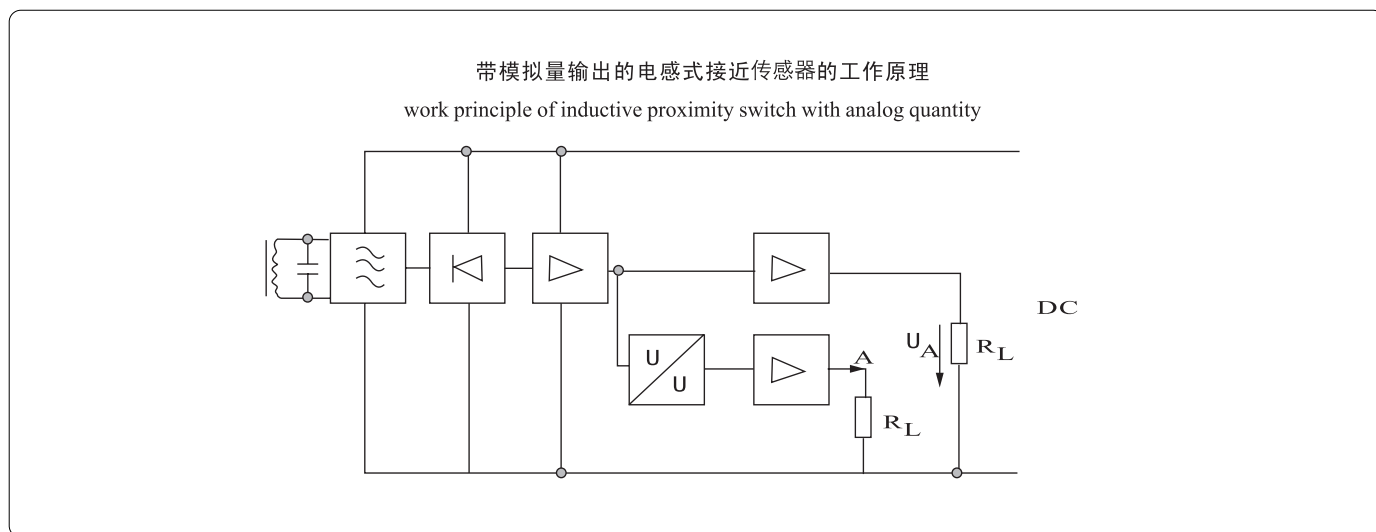 带模拟量输出的电感式接近传感器的工作原理
work principle of inductive proximity switch with analog quantity
DC
UA
RL
U
U
A
RL